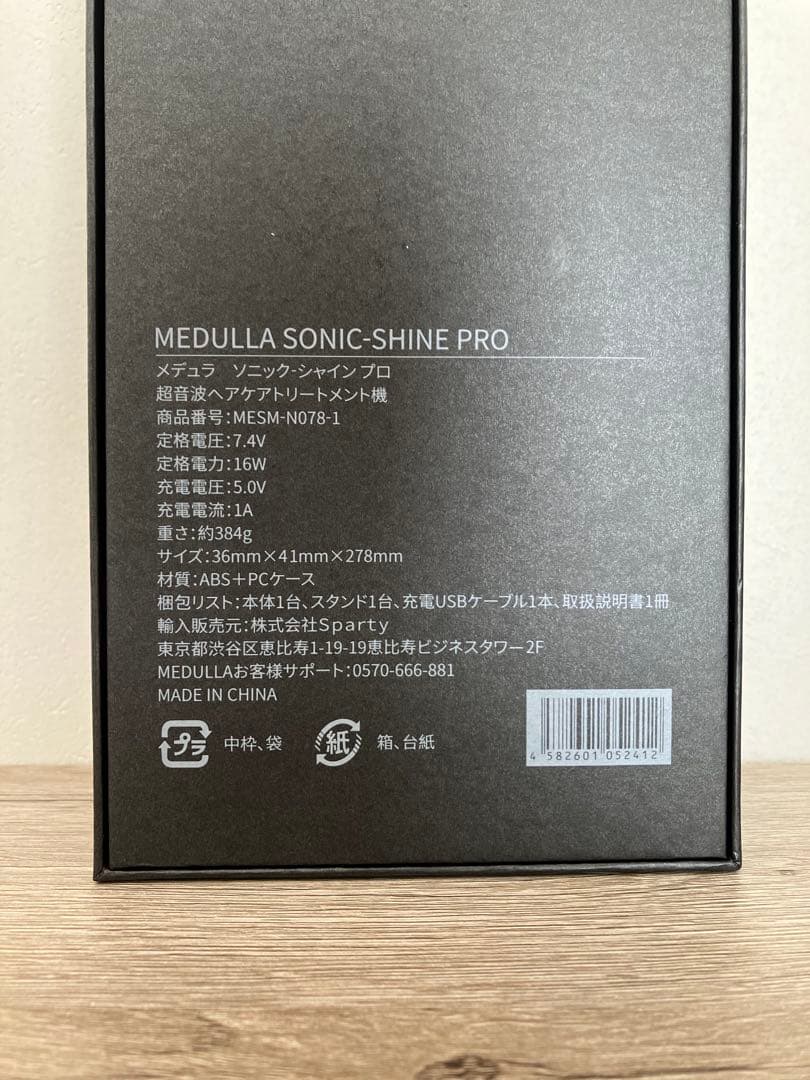 MEDULLA SONIC-SHINE PRO
メデュラ　ソニック-シャイン プロ
超音波ヘアケアトリートメント機
商品番号:MESM-N078-1
定格電圧:7.4V
定格電力:16W
充電電圧:5.0V
充電電流:1A
重さ:約384g
サイズ:36mm×41mm×278mm
材質:ABS+PCケース
梱包リスト:本体1台、スタンド1台、充電USBケーブル1本、取扱説明書1冊
輸入販売元:株式会社Sparty
東京都渋谷区恵比寿1-19-19恵比寿ビジネスタワー2F
MEDULLAお客様サポート:0570-666-881
MADE IN CHINA
プラ 中枠、袋 紙 箱、台紙
4 582601 052412